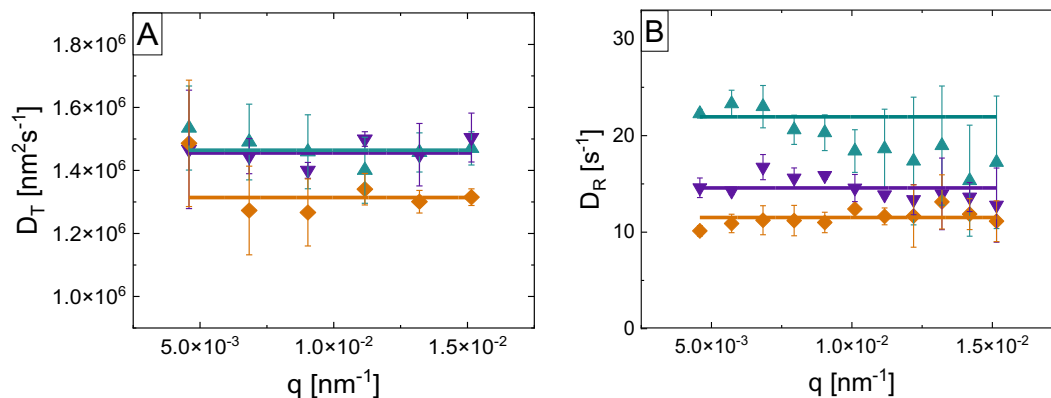 A
D_T [nm²s⁻¹]
1.8×10⁶
1.6×10⁶
1.4×10⁶
1.2×10⁶
1.0×10⁶
5.0×10⁻³
1.0×10⁻²
1.5×10⁻²
q [nm⁻¹]
B
D_R [s⁻¹]
30
20
10
0
5.0×10⁻³
1.0×10⁻²
1.5×10⁻²
q [nm⁻¹]